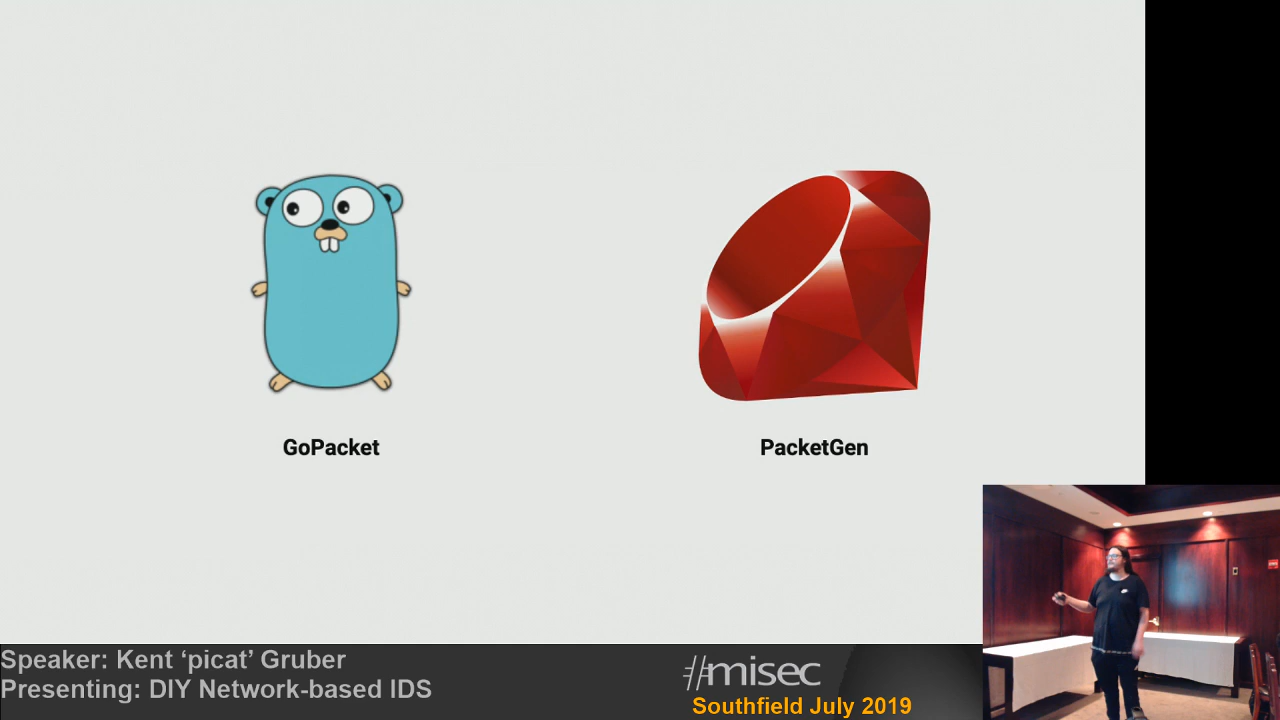 GoPacket
PacketGen
Speaker: Kent ‘picat’ Gruber
Presenting: DIY Network-based IDS
#misec
Southfield July 2019